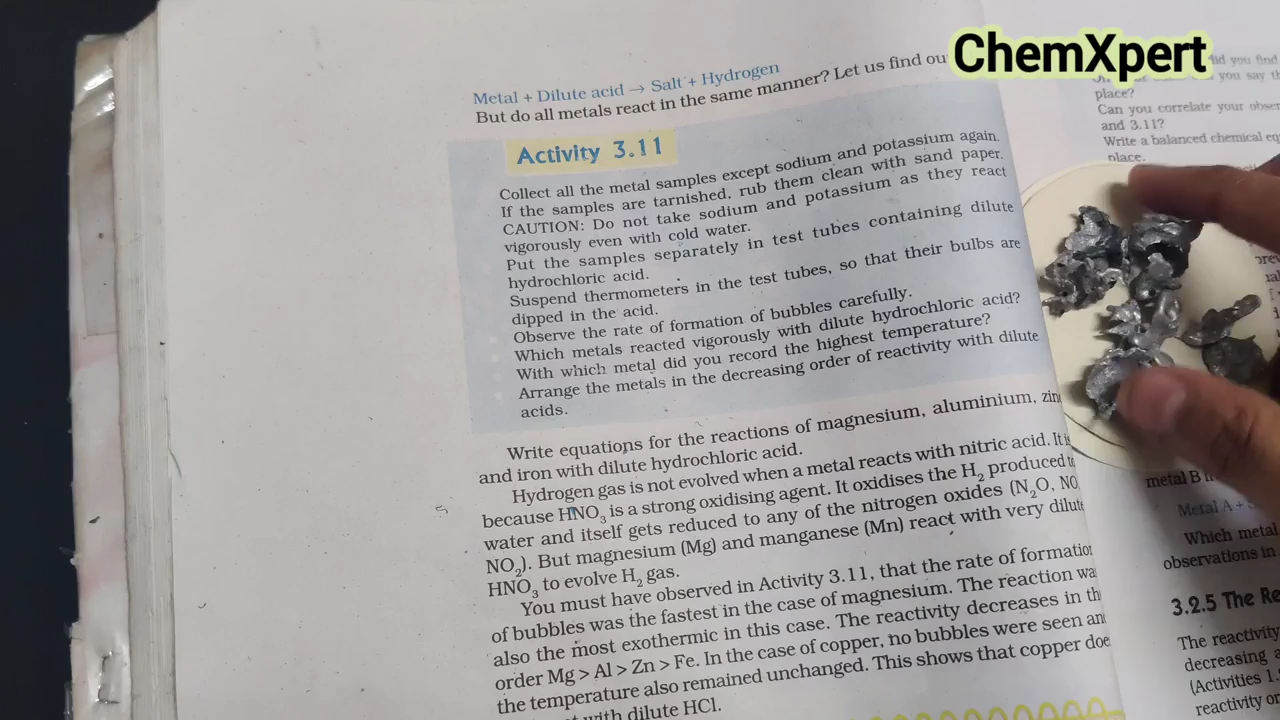 ChemXpert
Metal + Dilute acid → Salt + Hydrogen
But do all metals react in the same manner? Let us find ou
Activity 3.11
Collect all the metal samples except sodium and potassium again.
If the samples are tarnished, rub them clean with sand paper.
CAUTION: Do not take sodium and potassium as they react
vigorously even with cold water.
Put the samples separately in test tubes containing dilute
hydrochloric acid.
Suspend thermometers in the test tubes, so that their bulbs are
dipped in the acid.
Observe the rate of formation of bubbles carefully.
Which metals reacted vigorously with dilute hydrochloric acid?
With which metal did you record the highest temperature?
Arrange the metals in the decreasing order of reactivity with dilute
acids.
Write equations for the reactions of magnesium, aluminium, zinc
and iron with dilute hydrochloric acid.
Hydrogen gas is not evolved when a metal reacts with nitric acid. It is
because HNO₃ is a strong oxidising agent. It oxidises the H₂ produced to
water and itself gets reduced to any of the nitrogen oxides (N₂O, NO
NO₂). But magnesium (Mg) and manganese (Mn) react with very dilute
HNO₃ to evolve H₂ gas.
You must have observed in Activity 3.11, that the rate of formation
of bubbles was the fastest in the case of magnesium. The reaction wa
also the most exothermic in this case. The reactivity decreases in th
order Mg > Al > Zn > Fe. In the case of copper, no bubbles were seen an
the temperature also remained unchanged. This shows that copper doe
with dilute HCl.
did you find
you say th
place?
Can you correlate your obser
and 3.11?
Write a balanced chemical eq
place.
metal B
Metal A +
Which metal
observations in
3.2.5 The Re
The reactivity
decreasing a
(Activities 1.
reactivity or